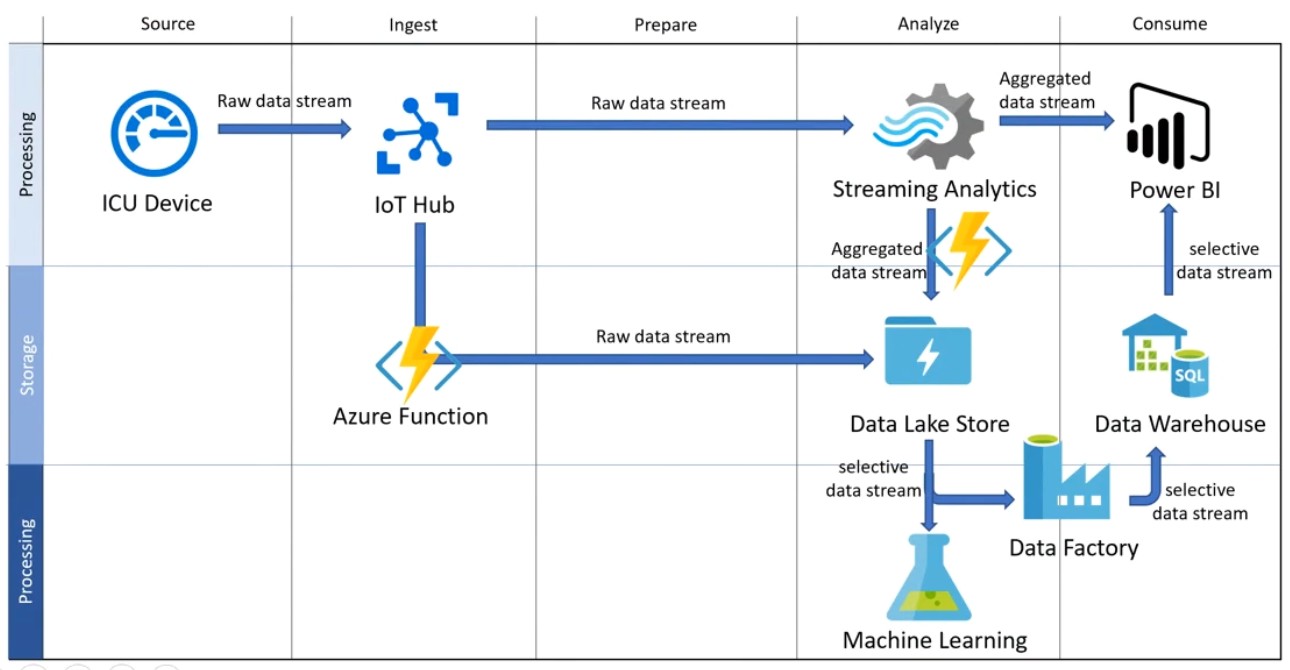 Source
Ingest
Prepare
Analyze
Consume
Processing
Raw data stream
Raw data stream
Aggregated
data stream
ICU Device
IoT Hub
Streaming Analytics
Power BI
Aggregated
data stream
selective
data stream
Storage
Raw data stream
SQL
Azure Function
Data Lake Store
Data Warehouse
Processing
selective
data stream
selective
data stream
Data Factory
Machine Learning